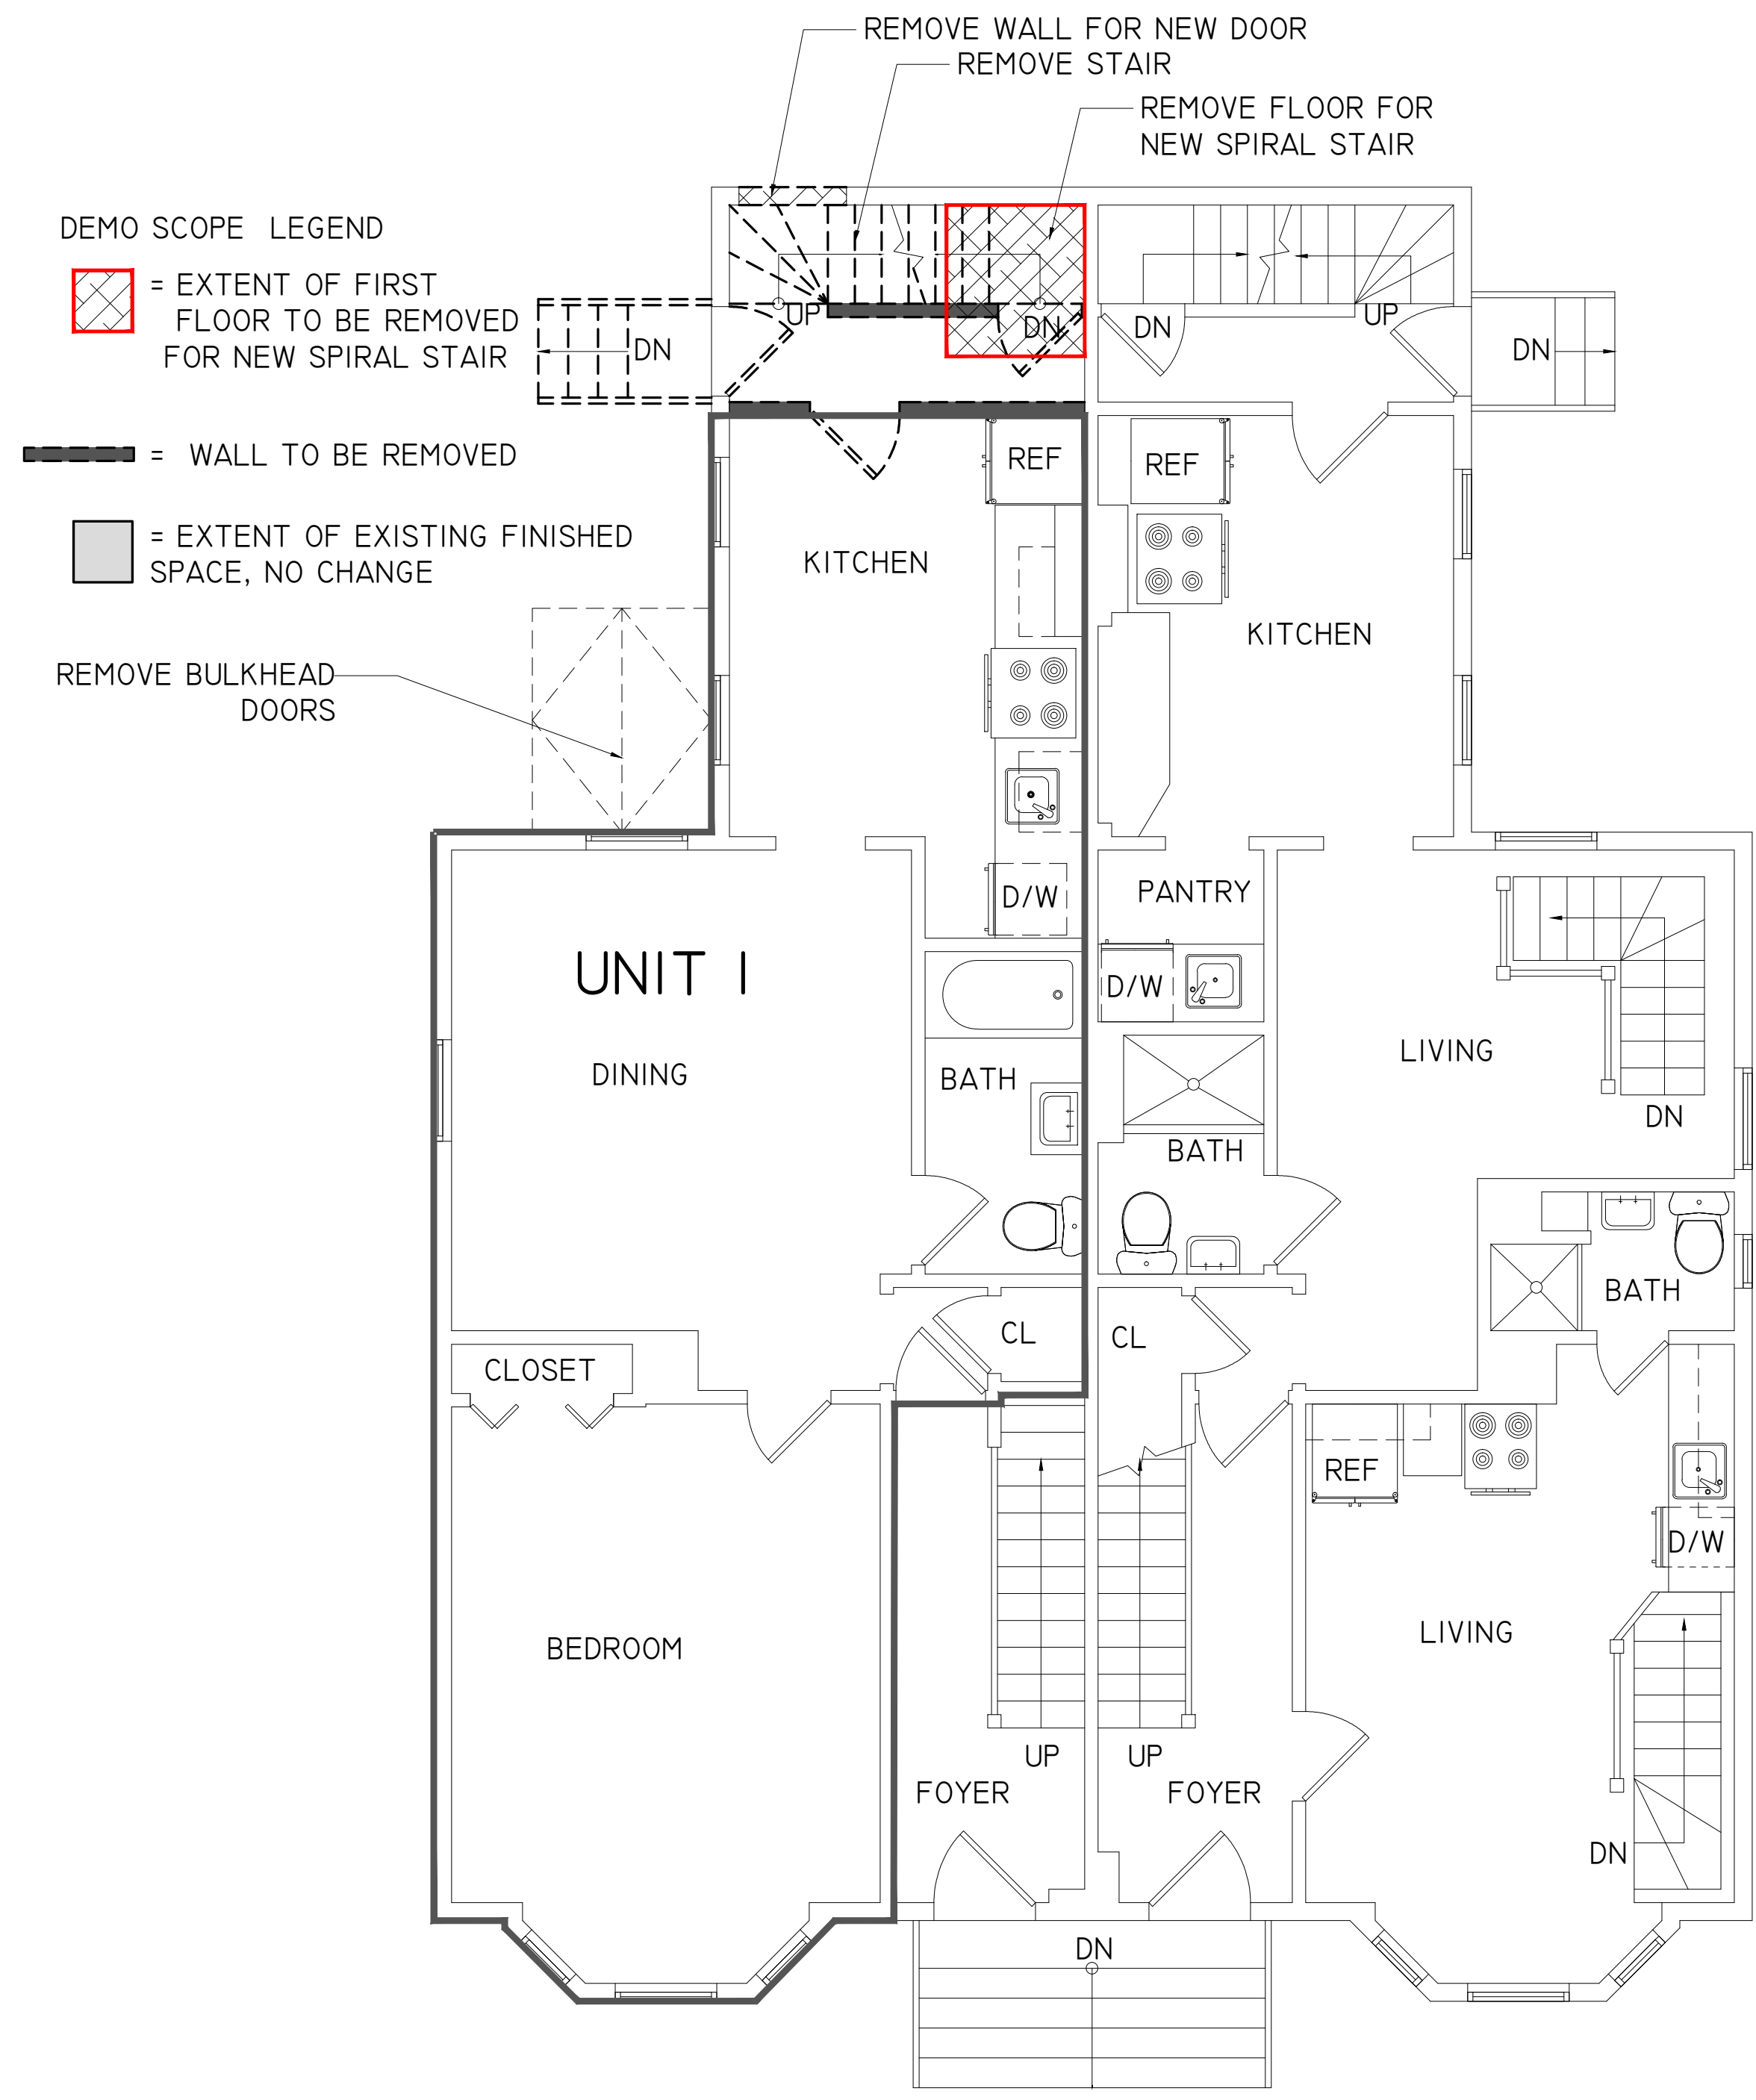 REMOVE WALL FOR NEW DOOR
REMOVE STAIR
REMOVE FLOOR FOR
NEW SPIRAL STAIR
DEMO SCOPE LEGEND
= EXTENT OF FIRST
FLOOR TO BE REMOVED
FOR NEW SPIRAL STAIR
UP
DN
DN
UP
DN
DN
= WALL TO BE REMOVED
REF
REF
= EXTENT OF EXISTING FINISHED
SPACE, NO CHANGE
KITCHEN
KITCHEN
REMOVE BULKHEAD
DOORS
D/W
PANTRY
UNIT 1
D/W
DINING
BATH
LIVING
DN
BATH
BATH
CL
CL
CLOSET
REF
D/W
BEDROOM
LIVING
UP
UP
FOYER
FOYER
DN
DN